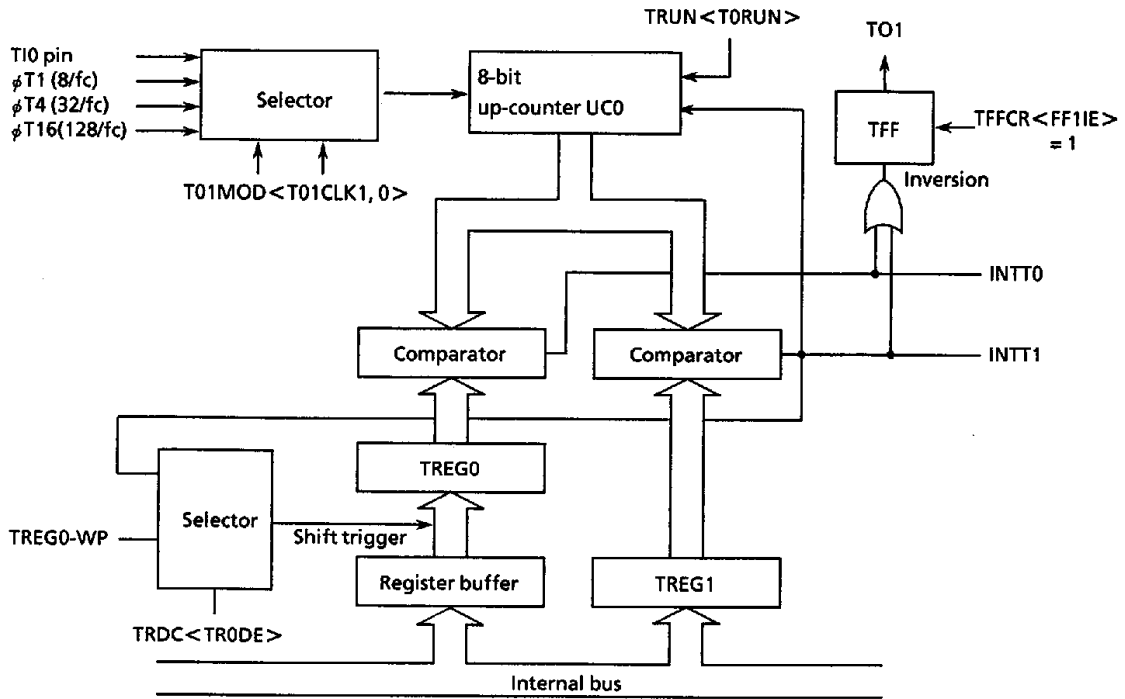 TRUN<T0RUN>
TO1
TI0 pin
ϕT1 (8/fc)
ϕT4 (32/fc)
ϕT16(128/fc)
Selector
8-bit
up-counter UC0
TFF
TFFCR<FF1IE>
= 1
Inversion
T01MOD<T01CLK1, 0>
INTT0
Comparator
Comparator
INTT1
TREG0
Selector
TREG0-WP
Shift trigger
Register buffer
TREG1
TRDC<TR0DE>
Internal bus